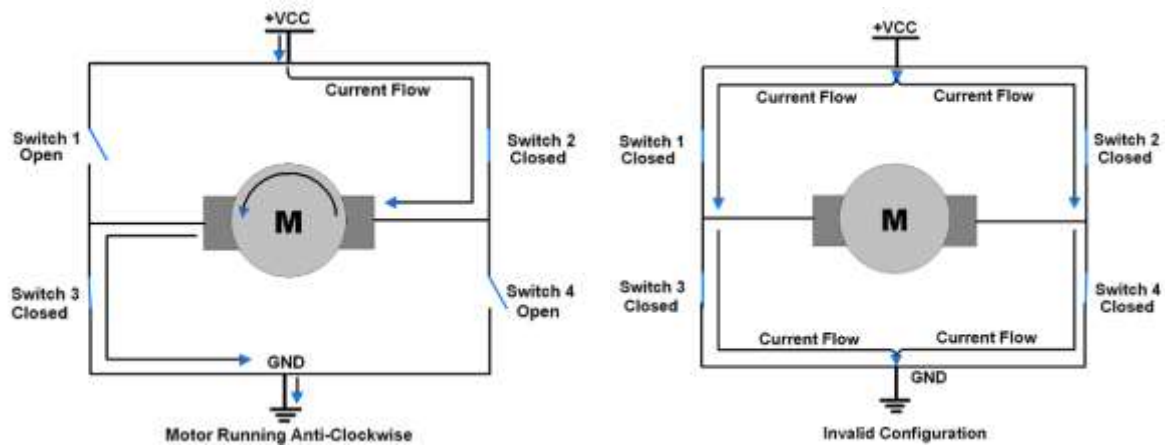 +VCC
Current Flow
Switch 1
Open
Switch 2
Closed
M
Switch 3
Closed
Switch 4
Open
GND
Motor Running Anti-Clockwise
+VCC
Current Flow
Current Flow
Switch 1
Closed
Switch 2
Closed
M
Switch 3
Closed
Switch 4
Closed
Current Flow
Current Flow
GND
Invalid Configuration